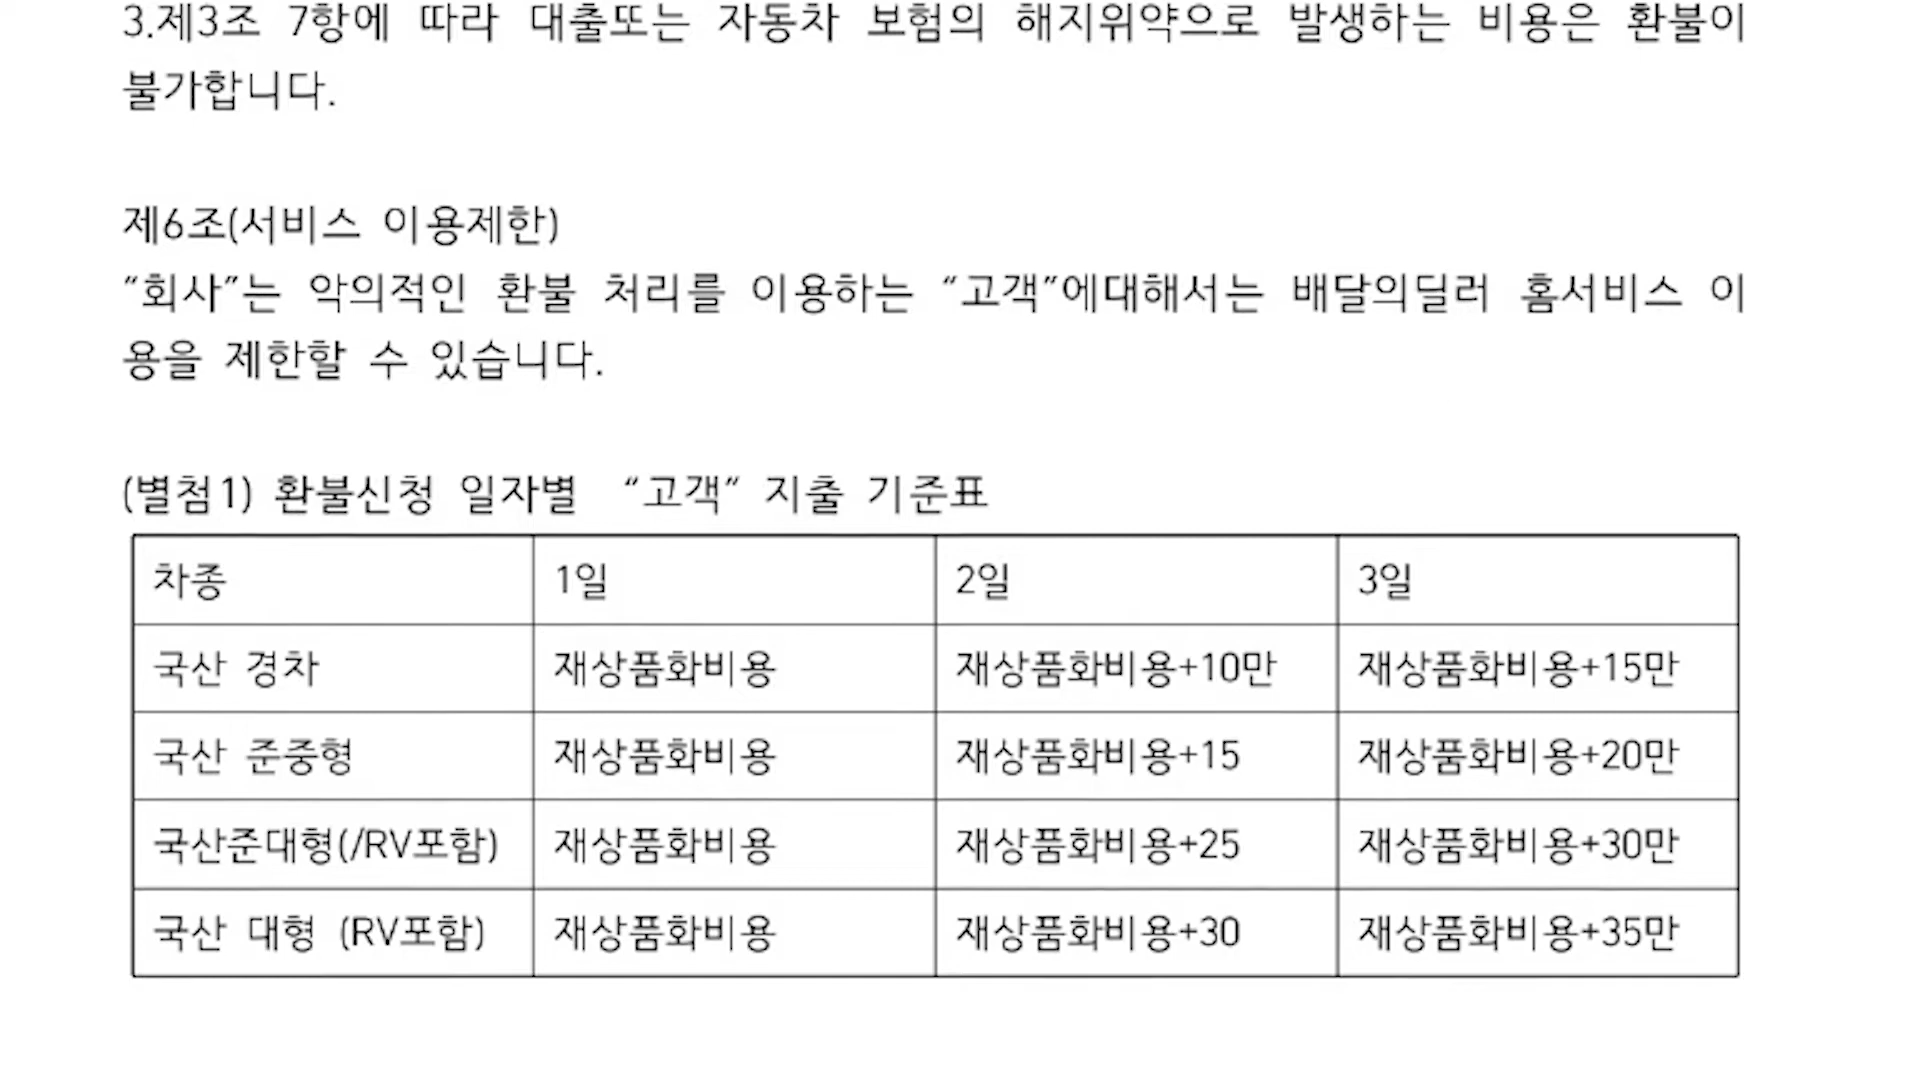 3.제3조 7항에 따라 대출또는 자동차 보험의 해지위약으로 발생하는 비용은 환불이
불가합니다.
제6조(서비스 이용제한)
“회사”는 악의적인 환불 처리를 이용하는 “고객”에대해서는 배달의딜러 홈서비스 이
용을 제한할 수 있습니다.
(별첨1) 환불신청 일자별 “고객” 지출 기준표
차종 1일 2일 3일
국산 경차 재상품화비용 재상품화비용+10만 재상품화비용+15만
국산 준중형 재상품화비용 재상품화비용+15 재상품화비용+20만
국산준대형(/RV포함) 재상품화비용 재상품화비용+25 재상품화비용+30만
국산 대형 (RV포함) 재상품화비용 재상품화비용+30 재상품화비용+35만